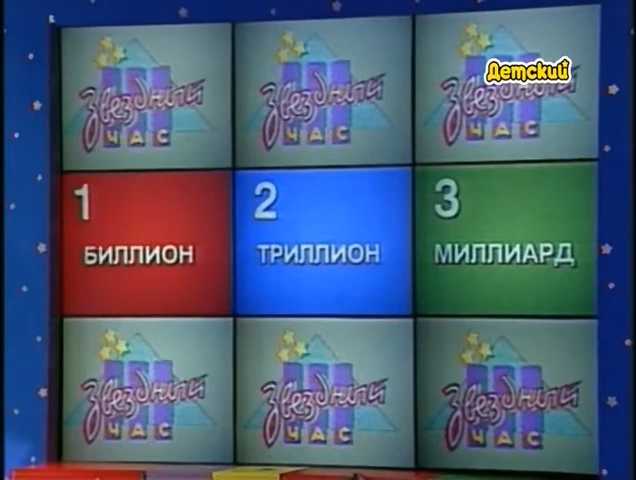 Детский
Звездный
ЧАС
Звездный
ЧАС
Звездный
ЧАС
1
БИЛЛИОН
2
ТРИЛЛИОН
3
МИЛЛИАРД
Звездный
ЧАС
Звездный
ЧАС
Звездный
ЧАС